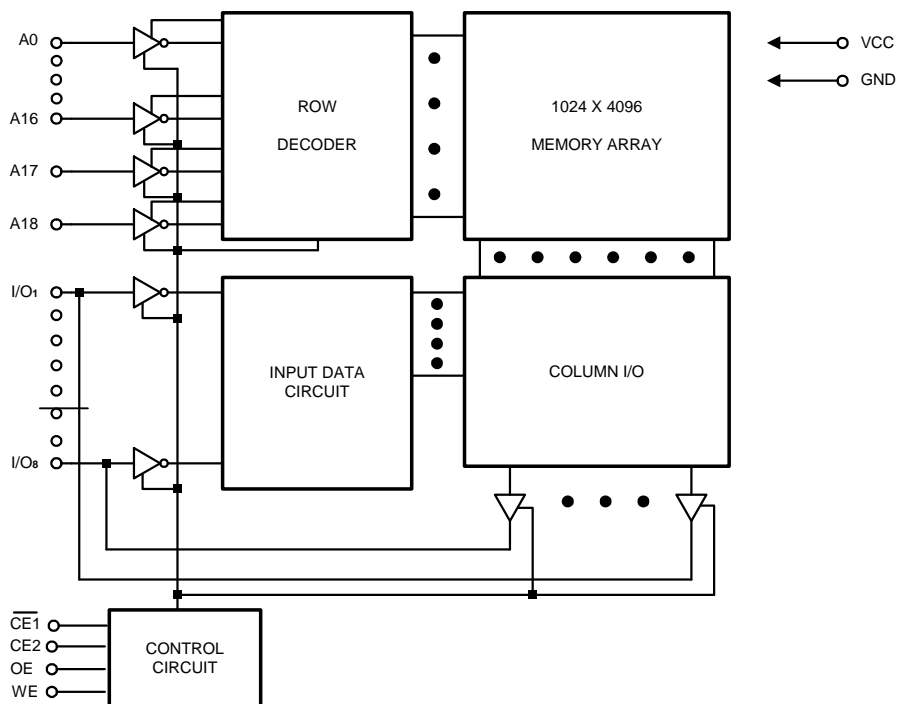 A0
A16
A17
A18
ROW
DECODER
1024 X 4096
MEMORY ARRAY
VCC
GND
I/O1
I/O8
INPUT DATA
CIRCUIT
COLUMN I/O
CE1
CE2
OE
WE
CONTROL
CIRCUIT